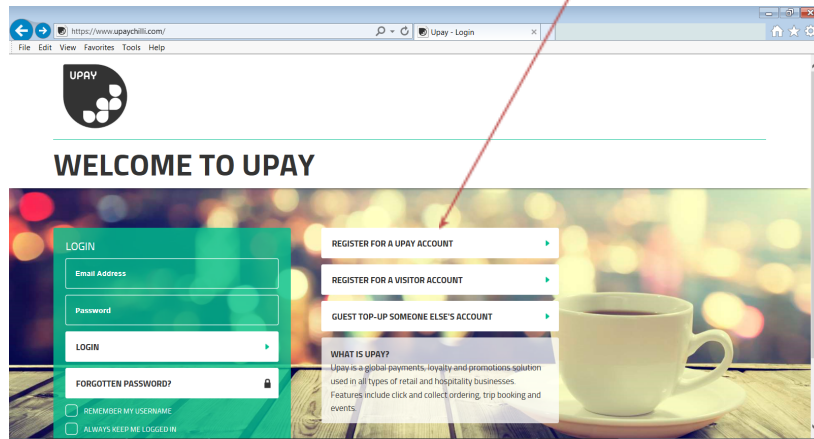 https://www.upaychilli.com/
Upay - Login
File Edit View Favorites Tools Help
UPAY
WELCOME TO UPAY
LOGIN
Email Address
Password
LOGIN
FORGOTTEN PASSWORD?
REMEMBER MY USERNAME
ALWAYS KEEP ME LOGGED IN
REGISTER FOR A UPAY ACCOUNT
REGISTER FOR A VISITOR ACCOUNT
GUEST TOP-UP SOMEONE ELSE'S ACCOUNT
WHAT IS UPAY?
Upay is a global payments, loyalty and promotions solution
used in all types of retail and hospitality businesses.
Features include click and collect ordering, trip booking and
events.